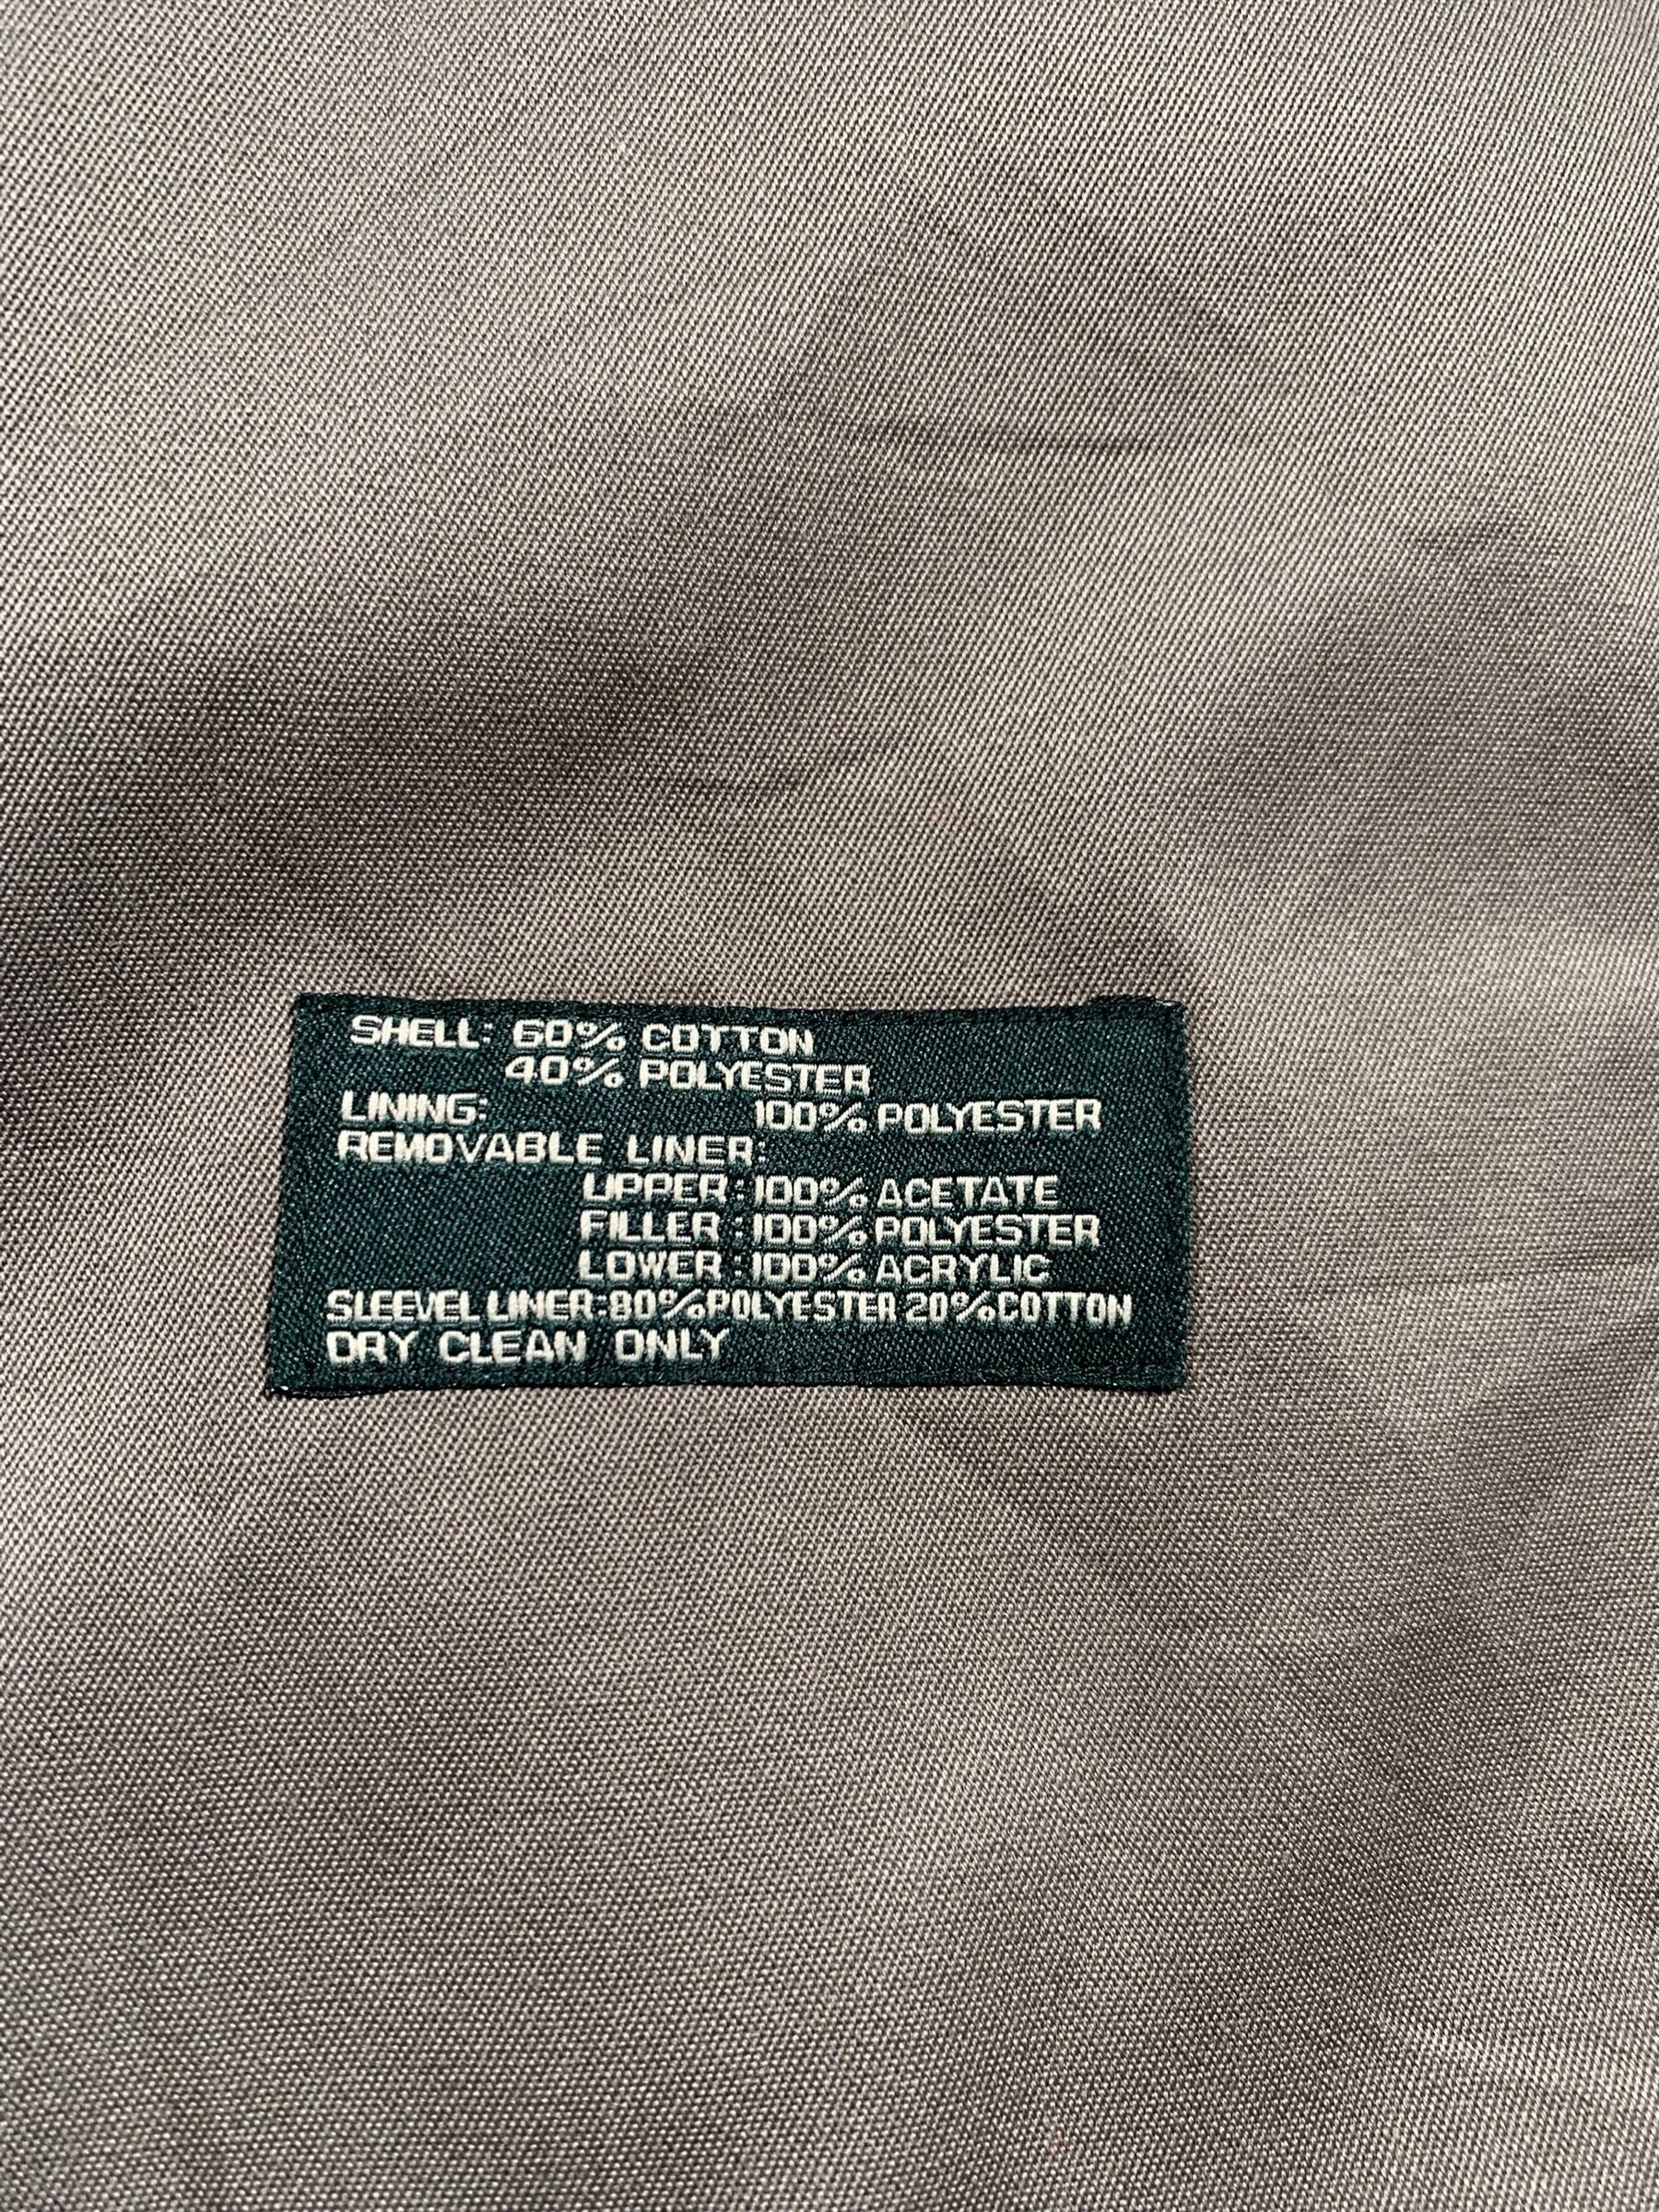 SHELL: 60% COTTON
40% POLYESTER
LINING: 100% POLYESTER
REMOVABLE LINER:
UPPER: 100% ACETATE
FILLER: 100% POLYESTER
LOWER: 100% ACRYLIC
SLEEVEL LINER: 80% POLYESTER 20% COTTON
DRY CLEAN ONLY